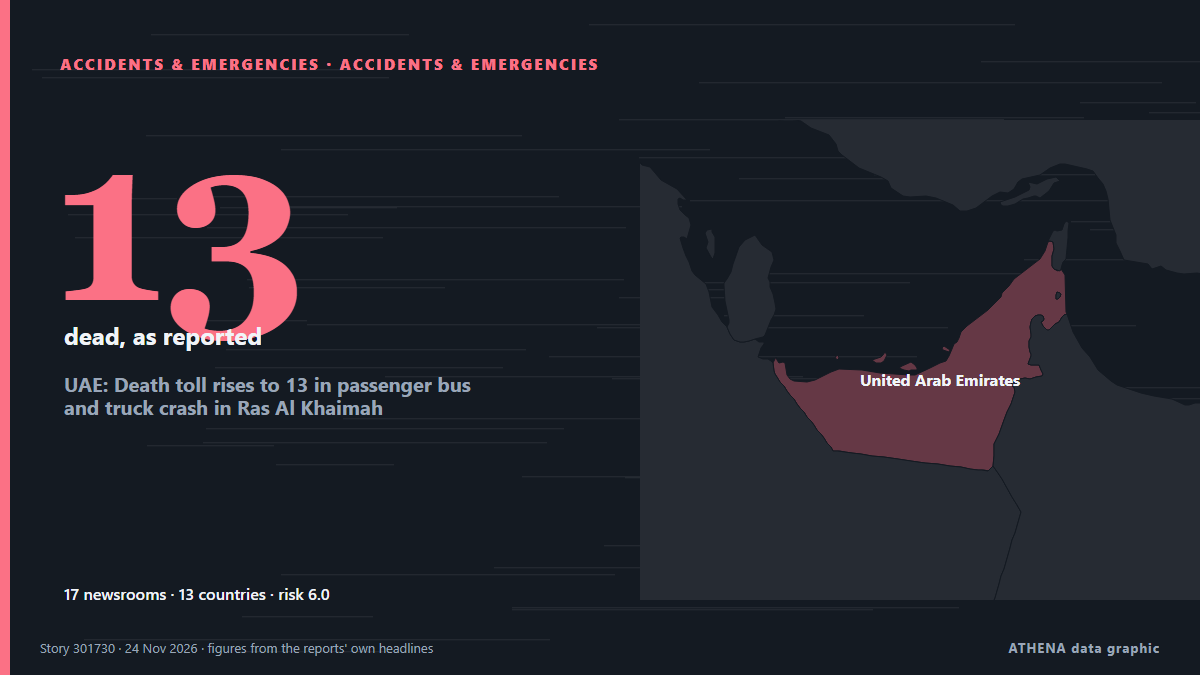 ACCIDENTS & EMERGENCIES · ACCIDENTS & EMERGENCIES
13
dead, as reported
UAE: Death toll rises to 13 in passenger bus
and truck crash in Ras Al Khaimah
United Arab Emirates
17 newsrooms · 13 countries · risk 6.0
Story 301730 · 24 Nov 2026 · figures from the reports' own headlines
ATHENA data graphic